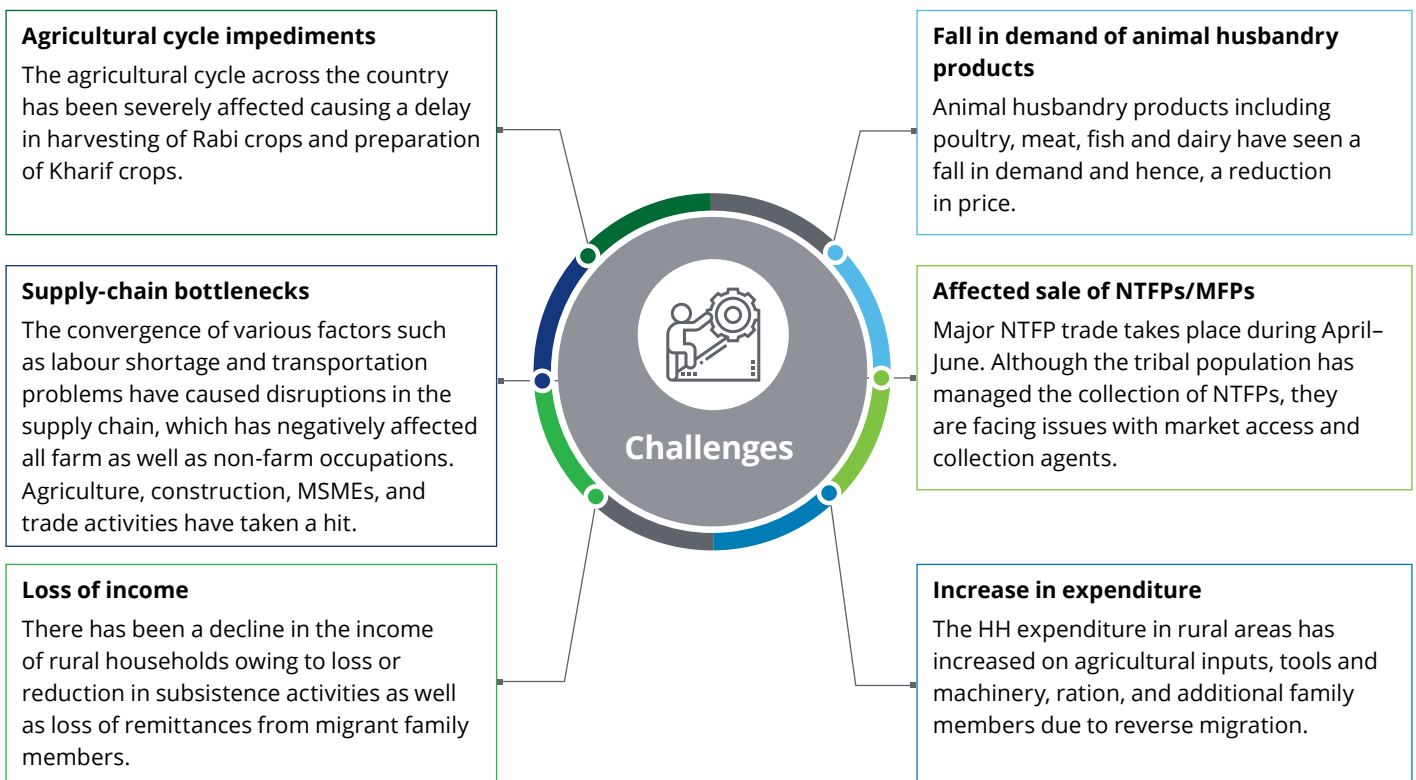 Agricultural cycle impediments
The agricultural cycle across the country
has been severely affected causing a delay
in harvesting of Rabi crops and preparation
of Kharif crops.
Supply-chain bottlenecks
The convergence of various factors such
as labour shortage and transportation
problems have caused disruptions in the
supply chain, which has negatively affected
all farm as well as non-farm occupations.
Agriculture, construction, MSMEs, and
trade activities have taken a hit.
Loss of income
There has been a decline in the income
of rural households owing to loss or
reduction in subsistence activities as well
as loss of remittances from migrant family
members.
Challenges
Fall in demand of animal husbandry
products
Animal husbandry products including
poultry, meat, fish and dairy have seen a
fall in demand and hence, a reduction
in price.
Affected sale of NTFPs/MFPs
Major NTFP trade takes place during April–
June. Although the tribal population has
managed the collection of NTFPs, they
are facing issues with market access and
collection agents.
Increase in expenditure
The HH expenditure in rural areas has
increased on agricultural inputs, tools and
machinery, ration, and additional family
members due to reverse migration.